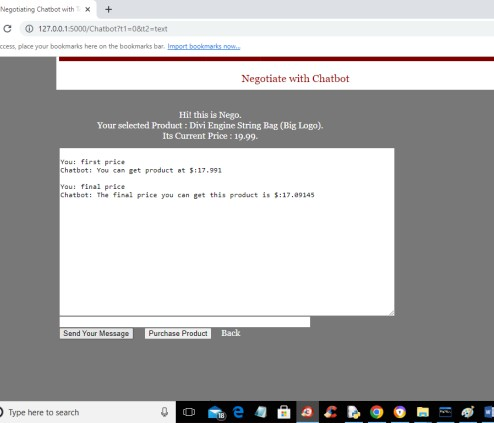 Negotiating Chatbot with
127.0.0.1:5000/Chatbot?t1=0&t2=text
ccess, place your bookmarks here on the bookmarks bar. Import bookmarks now...
Negotiate with Chatbot
Hi! this is Nego.
Your selected Product : Divi Engine String Bag (Big Logo).
Its Current Price : 19.99.
You: first price
Chatbot: You can get product at $:17.991
You: final price
Chatbot: The final price you can get this product is $:17.09145
Send Your Message Purchase Product Back
Type here to search
18